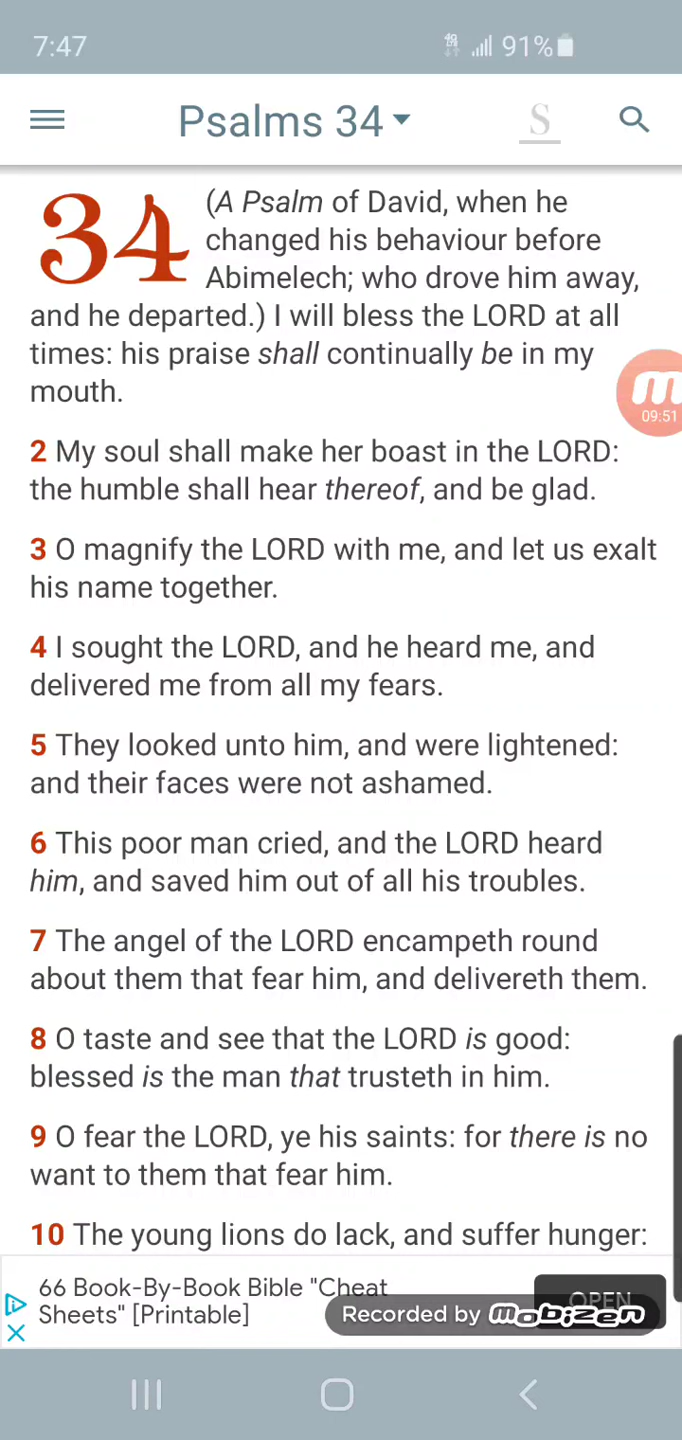 7:47
91%
Psalms 34
S
34
(A Psalm of David, when he
changed his behaviour before
Abimelech; who drove him away,
and he departed.) I will bless the LORD at all
times: his praise shall continually be in my
mouth.
09:51
2 My soul shall make her boast in the LORD:
the humble shall hear thereof, and be glad.
3 O magnify the LORD with me, and let us exalt
his name together.
4 I sought the LORD, and he heard me, and
delivered me from all my fears.
5 They looked unto him, and were lightened:
and their faces were not ashamed.
6 This poor man cried, and the LORD heard
him, and saved him out of all his troubles.
7 The angel of the LORD encampeth round
about them that fear him, and delivereth them.
8 O taste and see that the LORD is good:
blessed is the man that trusteth in him.
9 O fear the LORD, ye his saints: for there is no
want to them that fear him.
10 The young lions do lack, and suffer hunger:
66 Book-By-Book Bible "Cheat
Sheets" [Printable]
OPEN
Recorded by mobizen